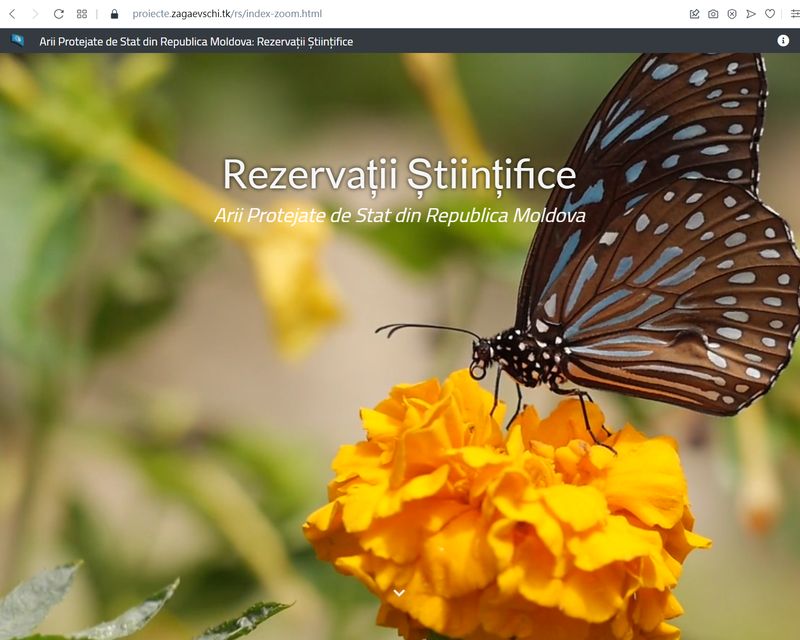 proiecte.zagaevschi.tk/rs/index-zoom.html
Arii Protejate de Stat din Republica Moldova: Rezervații Științifice
Rezervații Științifice
Arii Protejate de Stat din Republica Moldova